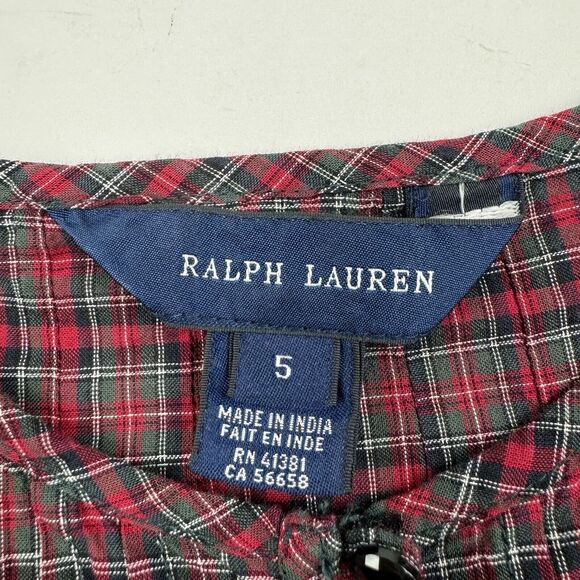 RALPH LAUREN
5
MADE IN INDIA
FAIT EN INDE
RN 41381
CA 56658